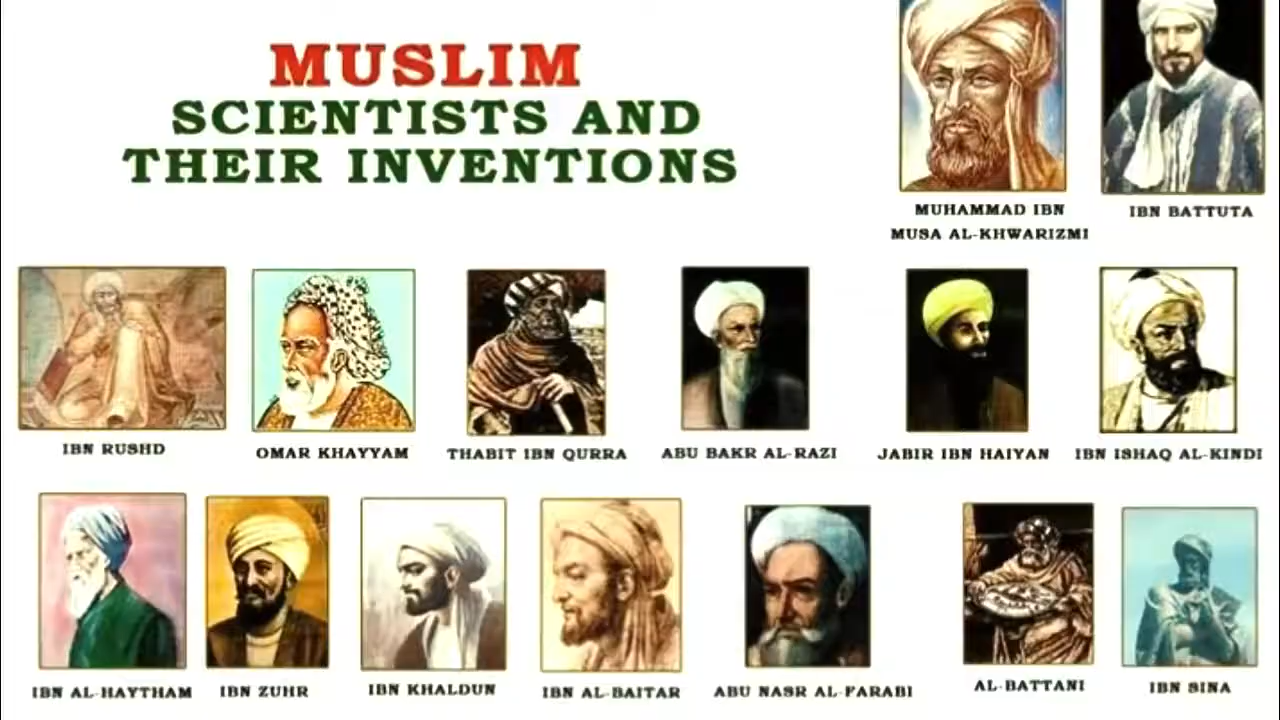 MUSLIM
SCIENTISTS AND
THEIR INVENTIONS
MUHAMMAD IBN
MUSA AL-KHWARIZMI
IBN BATTUTA
IBN RUSHD
OMAR KHAYYAM
THABIT IBN QURRA
ABU BAKR AL-RAZI
JABIR IBN HAIYAN
IBN ISHAQ AL-KINDI
IBN AL-HAYTHAM
IBN ZUHR
IBN KHALDUN
IBN AL-BAITAR
ABU NASR AL-FARABI
AL-BATTANI
IBN SINA